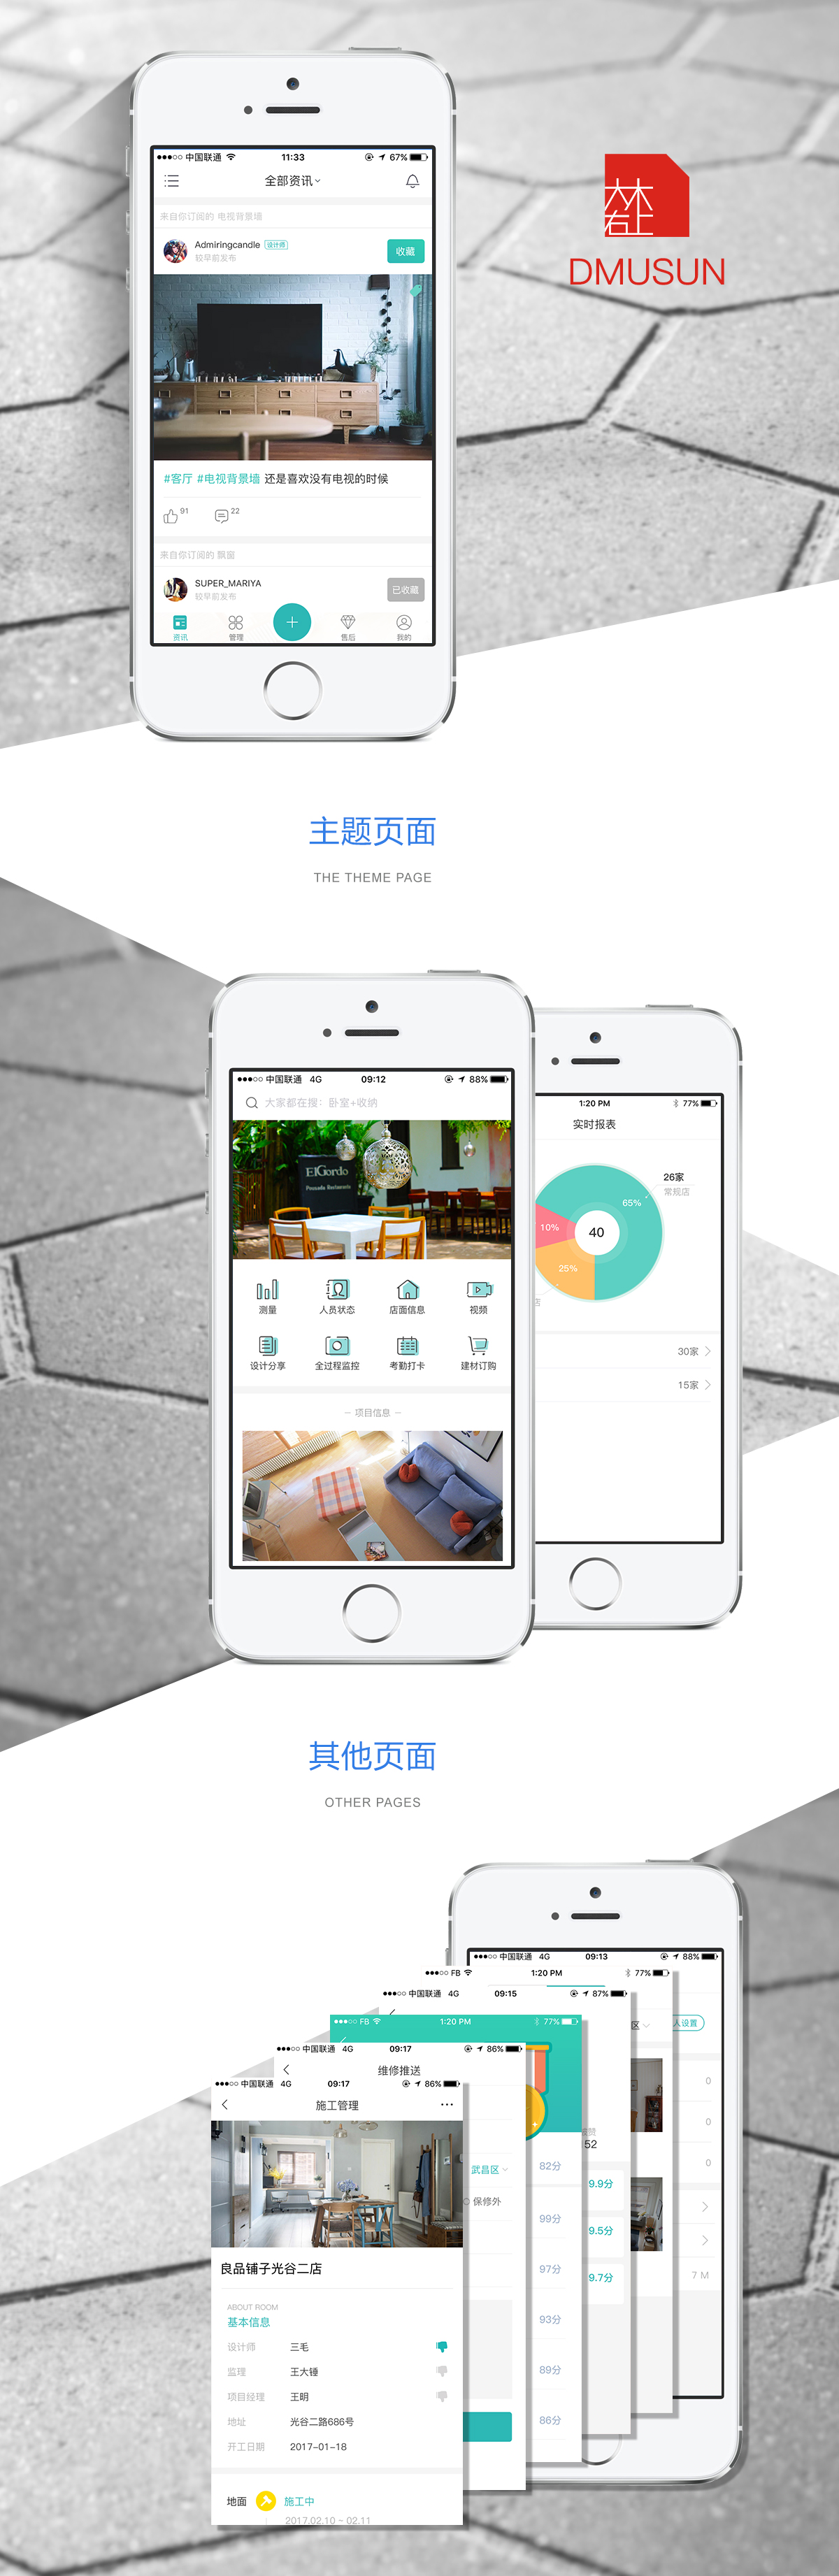 中国联通
11:33
67%
全部资讯
来自你订阅的 电视背景墙
Admiringcandle 设计师
较早前发布
收藏
#客厅 #电视背景墙 还是喜欢没有电视的时候
91
22
来自你订阅的 飘窗
SUPER_MARIYA
较早前发布
已收藏
资讯
管理
售后
我的
DMUSUN
主题页面
THE THEME PAGE
中国联通 4G
09:12
88%
大家都在搜：卧室+收纳
ElGordo
Pescada Restaurante
测量
人员状态
店面信息
视频
设计分享
全过程监控
考勤打卡
建材订购
项目信息
1:20 PM
77%
实时报表
26家
常规店
65%
10%
40
25%
店
30家
15家
其他页面
OTHER PAGES
中国联通 4G
09:13
88%
FB
1:20 PM
77%
中国联通 4G
09:15
87%
FB
1:20 PM
77%
区
人设置
中国联通 4G
09:17
86%
维修推送
中国联通 4G
09:17
86%
施工管理
0
0
0
7 M
52
9.9分
9.5分
9.7分
82分
99分
97分
93分
89分
86分
武昌区
保修外
良品铺子光谷二店
ABOUT ROOM
基本信息
设计师 三毛
监理 王大锤
项目经理 王明
地址 光谷二路686号
开工日期 2017-01-18
地面 施工中
2017.02.10 ~ 02.11